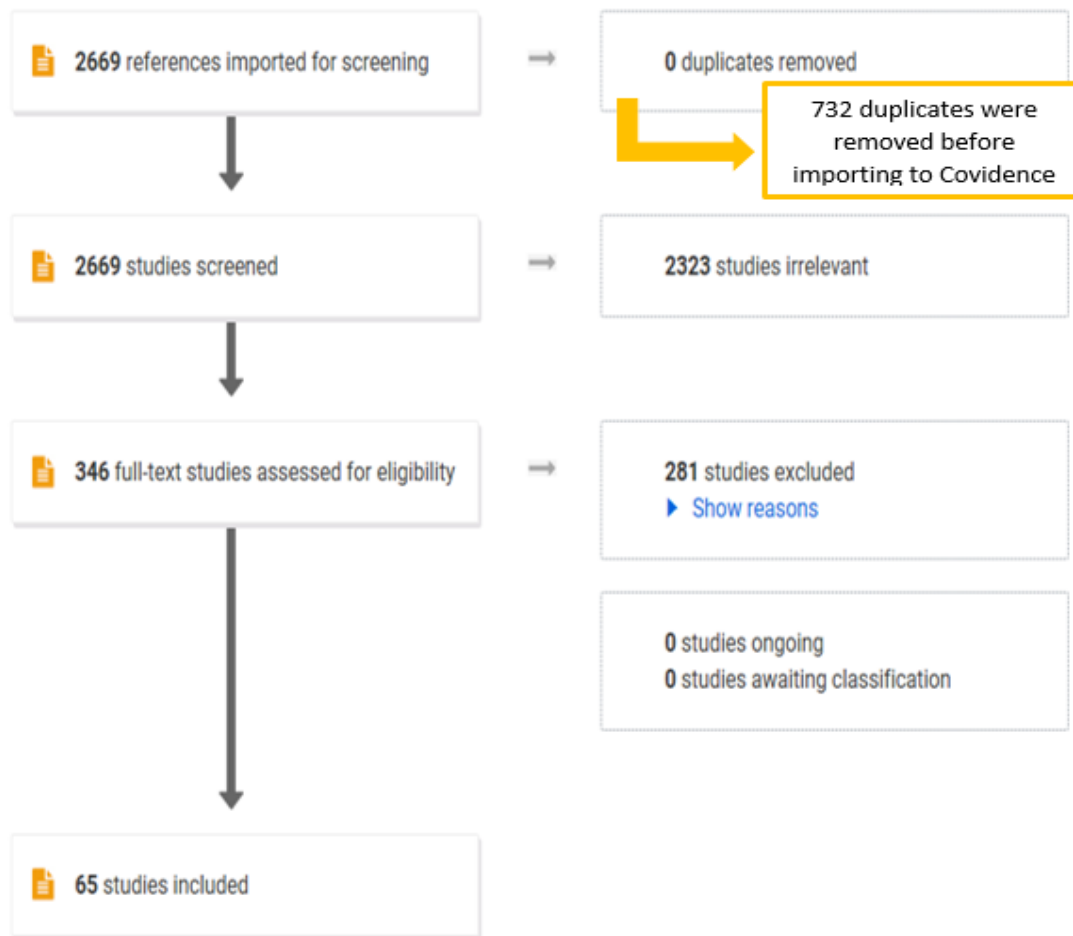 2669 references imported for screening
0 duplicates removed
732 duplicates were
removed before
importing to Covidence
2669 studies screened
2323 studies irrelevant
346 full-text studies assessed for eligibility
281 studies excluded
Show reasons
0 studies ongoing
0 studies awaiting classification
65 studies included